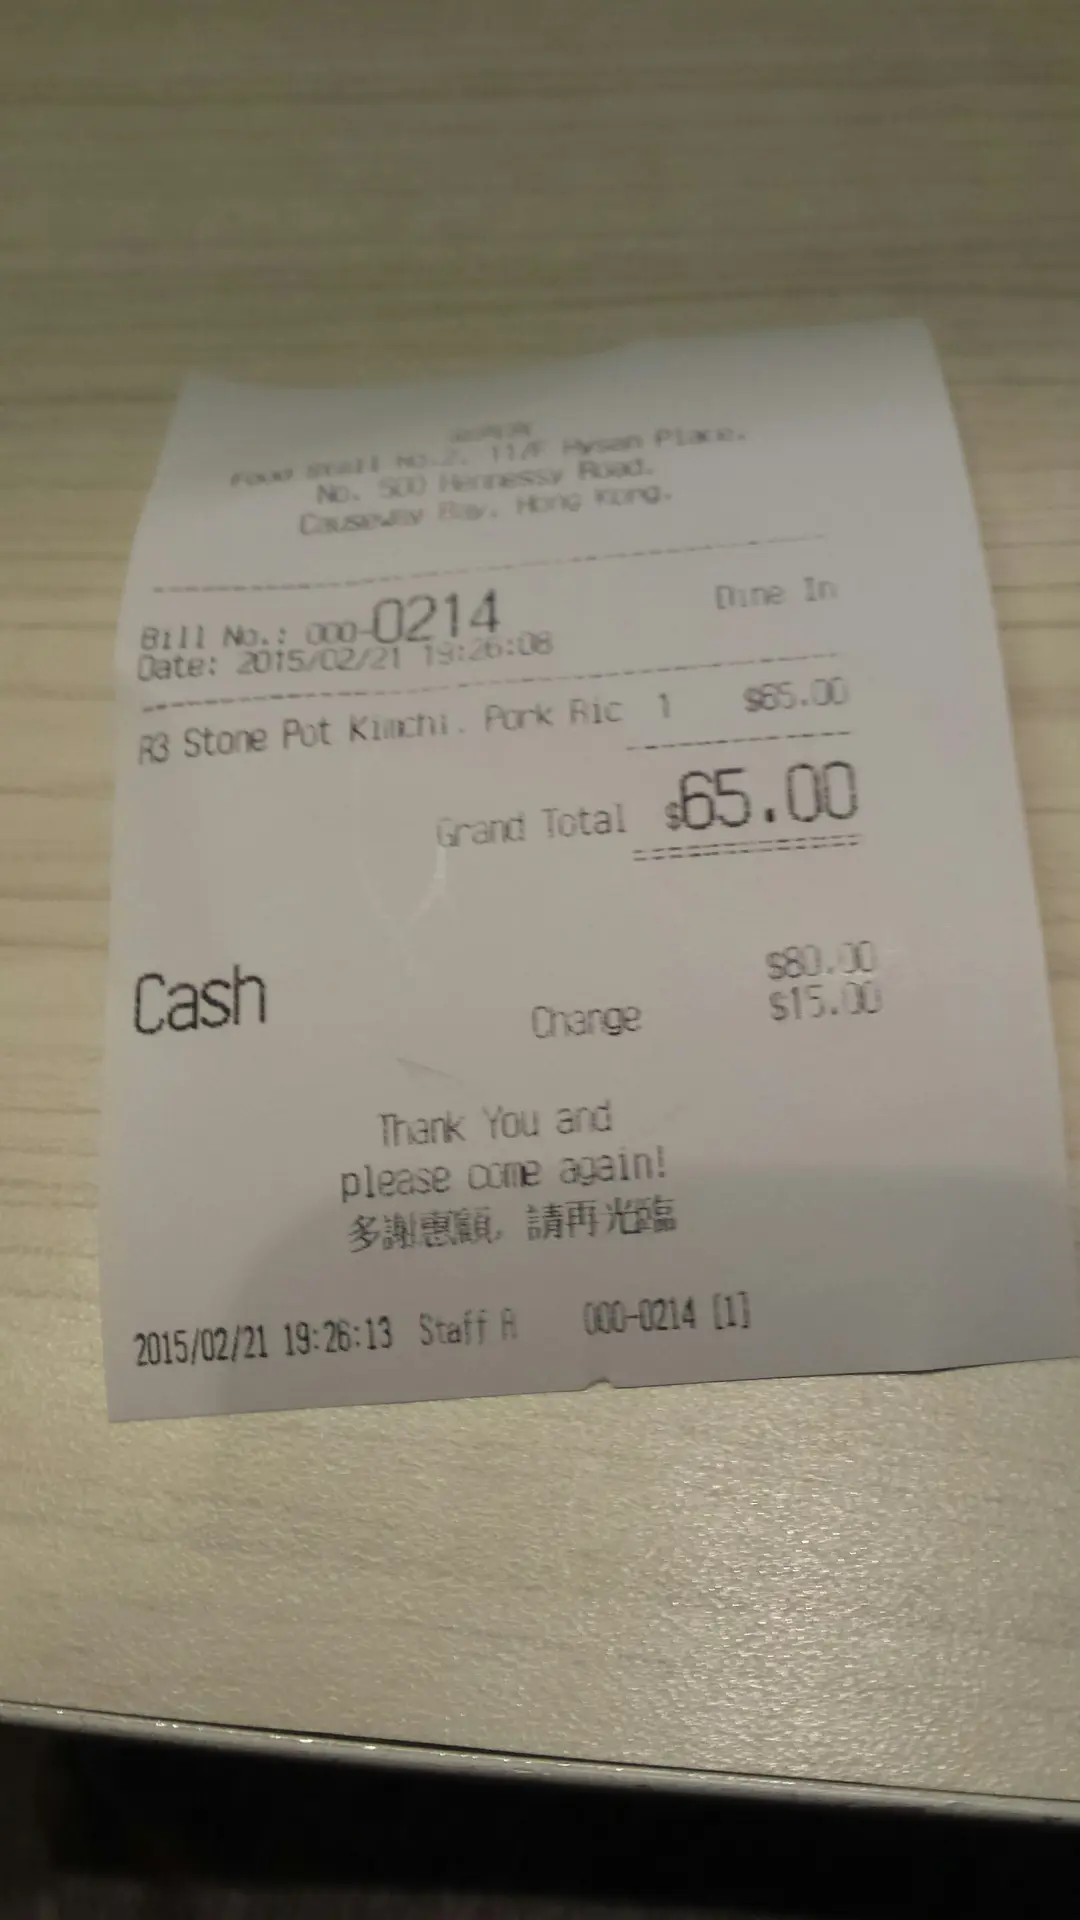 Food Stall No.2, 11/F Hysan Place.
No. 500 Hennessy Road.
Causeway Bay, Hong Kong.
Bill No.: 000-0214 Dine In
Date: 2015/02/21 19:26:08
R3 Stone Pot Kimchi. Pork Ric 1 $65.00
Grand Total $65.00
Cash $80.00
Change $15.00
Thank You and
please come again!
多謝惠顧, 請再光臨
2015/02/21 19:26:13 Staff A 000-0214 [1]